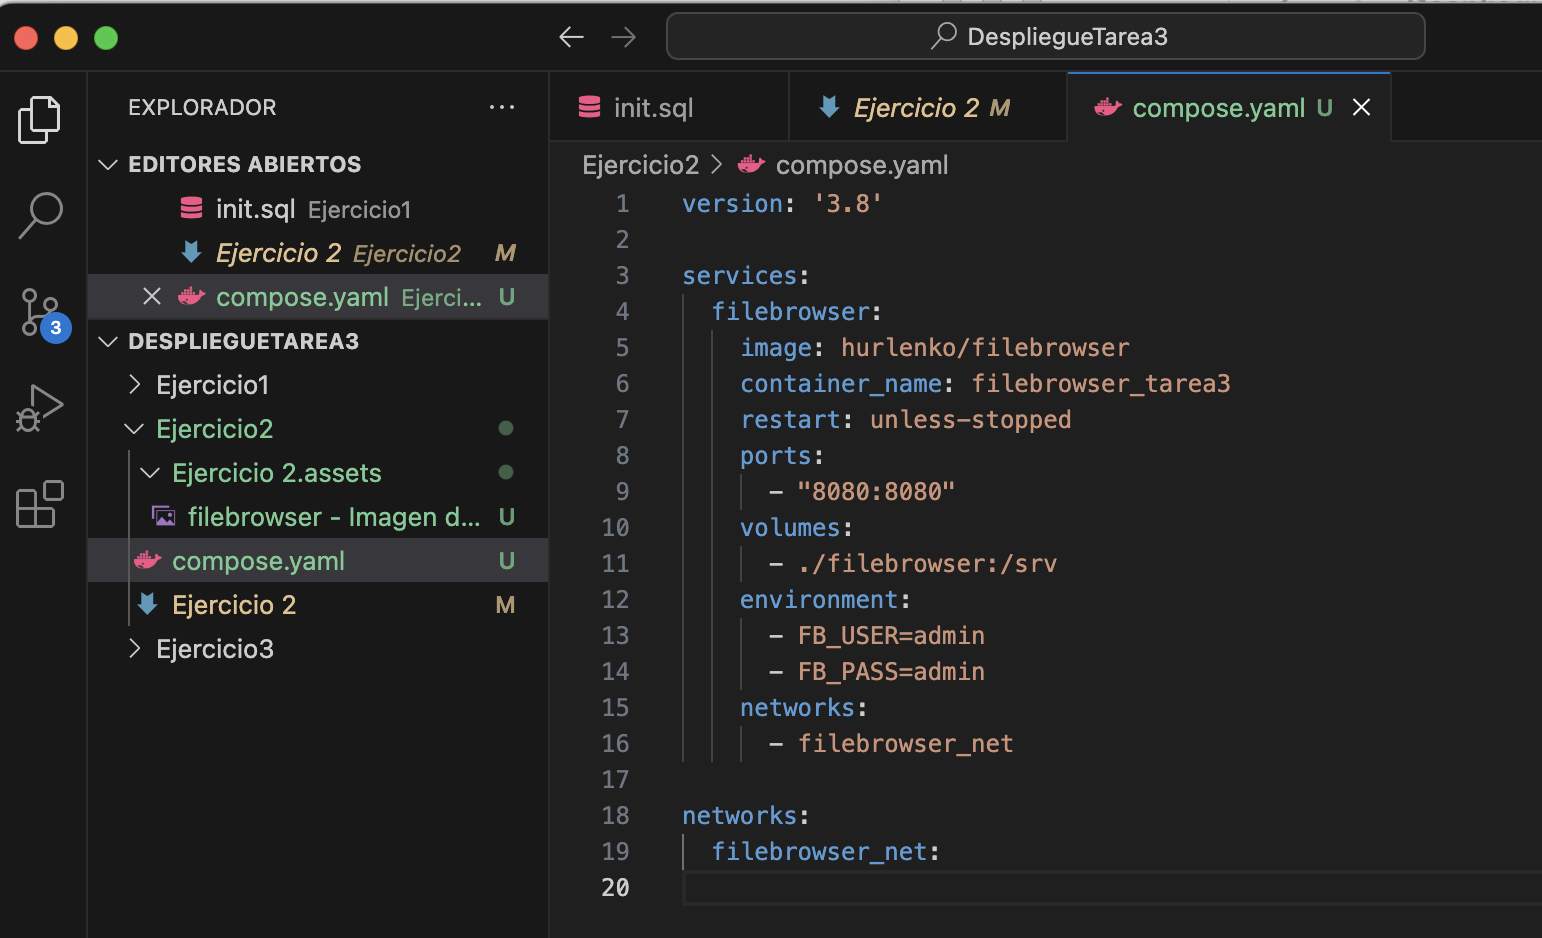 DespliegueTarea3
EXPLORADOR
EDITORES ABIERTOS
init.sql Ejercicio1
Ejercicio 2 Ejercicio2 M
compose.yaml Ejerci... U
3
DESPLIEGUETAREA3
Ejercicio1
Ejercicio2
Ejercicio 2.assets
filebrowser - Imagen d... U
compose.yaml U
Ejercicio 2 M
Ejercicio3
init.sql
Ejercicio 2 M
compose.yaml U
Ejercicio2 > compose.yaml
1 version: '3.8'
2
3 services:
4 filebrowser:
5 image: hurlenko/filebrowser
6 container_name: filebrowser_tarea3
7 restart: unless-stopped
8 ports:
9 - "8080:8080"
10 volumes:
11 - ./filebrowser:/srv
12 environment:
13 - FB_USER=admin
14 - FB_PASS=admin
15 networks:
16 - filebrowser_net
17
18 networks:
19 filebrowser_net:
20